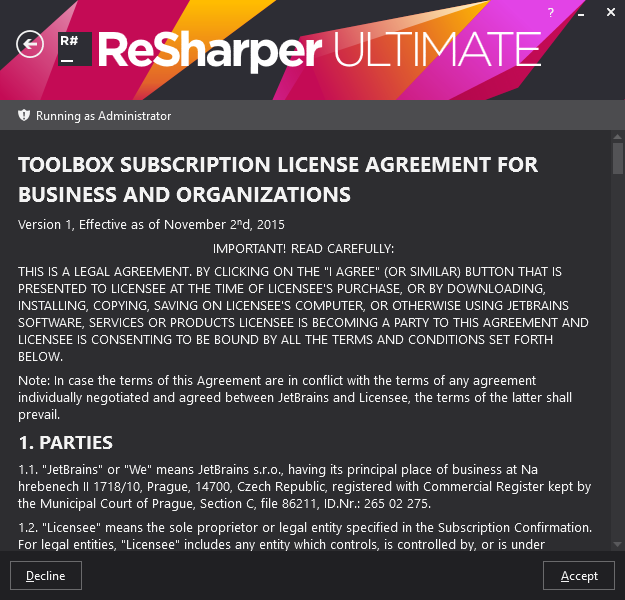 ?
R#
ReSharper ULTIMATE
Running as Administrator
TOOLBOX SUBSCRIPTION LICENSE AGREEMENT FOR
BUSINESS AND ORGANIZATIONS
Version 1, Effective as of November 2ⁿd, 2015
IMPORTANT! READ CAREFULLY:
THIS IS A LEGAL AGREEMENT. BY CLICKING ON THE "I AGREE" (OR SIMILAR) BUTTON THAT IS
PRESENTED TO LICENSEE AT THE TIME OF LICENSEE'S PURCHASE, OR BY DOWNLOADING,
INSTALLING, COPYING, SAVING ON LICENSEE'S COMPUTER, OR OTHERWISE USING JETBRAINS
SOFTWARE, SERVICES OR PRODUCTS LICENSEE IS BECOMING A PARTY TO THIS AGREEMENT AND
LICENSEE IS CONSENTING TO BE BOUND BY ALL THE TERMS AND CONDITIONS SET FORTH
BELOW.
Note: In case the terms of this Agreement are in conflict with the terms of any agreement
individually negotiated and agreed between JetBrains and Licensee, the terms of the latter shall
prevail.
1. PARTIES
1.1. "JetBrains" or "We" means JetBrains s.r.o., having its principal place of business at Na
hrebenech II 1718/10, Prague, 14700, Czech Republic, registered with Commercial Register kept by
the Municipal Court of Prague, Section C, file 86211, ID.Nr.: 265 02 275.
1.2. "Licensee" means the sole proprietor or legal entity specified in the Subscription Confirmation.
For legal entities, "Licensee" includes any entity which controls, is controlled by, or is under
Decline
Accept